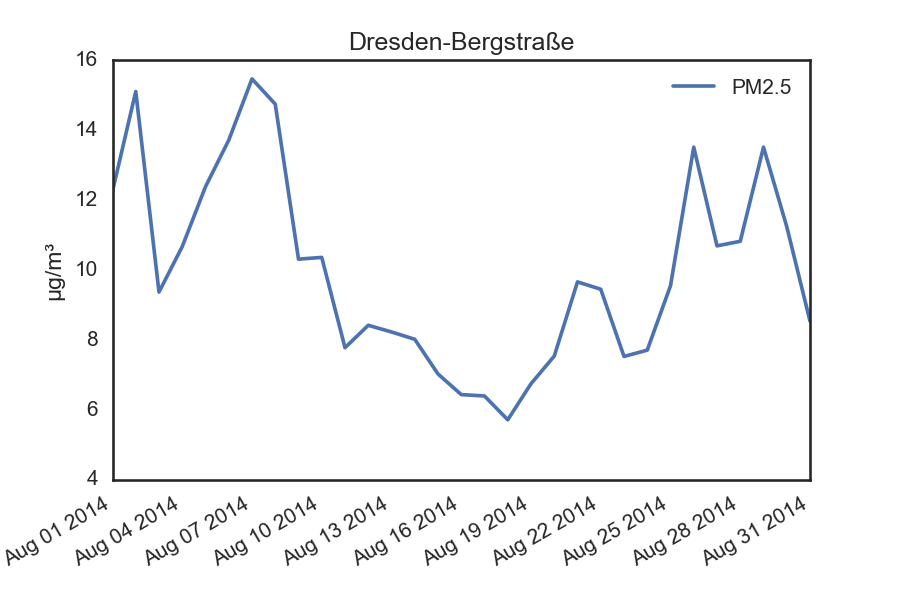 Dresden-Bergstraße
16
14
12
10
8
6
4
µg/m³
PM2.5
Aug 01 2014
Aug 04 2014
Aug 07 2014
Aug 10 2014
Aug 13 2014
Aug 16 2014
Aug 19 2014
Aug 22 2014
Aug 25 2014
Aug 28 2014
Aug 31 2014